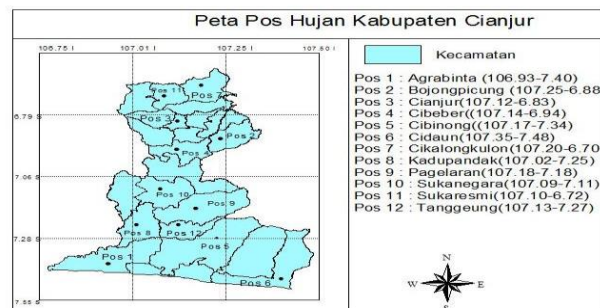 Peta Pos Hujan Kabupaten Cianjur
106.75 107.01 107.25 107.50
6.79 S
7.06 S
7.28 S
7.55 S
Pos 11
Pos 7
Pos 3
Pos 2
Pos 4
Pos 10
Pos 9
Pos 8
Pos 12
Pos 5
Pos 1
Pos 6
Kecamatan
Pos 1 : Agrabinta (106.93-7.40)
Pos 2 : Bojongpicung (107.25-6.88
Pos 3 : Cianjur(107.12-6.83)
Pos 4 : Cibeber((107.14-6.94)
Pos 5 : Cibinong(107.17-7.34)
Pos 6 : Cidaun(107.35-7.48)
Pos 7 : Cikalongkulon(107.20-6.70
Pos 8 : Kadupandak(107.02-7.25)
Pos 9 : Pagelaran(107.18-7.18)
Pos 10 : Sukanegara(107.09-7.11)
Pos 11 : Sukaresmi(107.10-6.72)
Pos 12 : Tanggeung(107.13-7.27)
N
W E